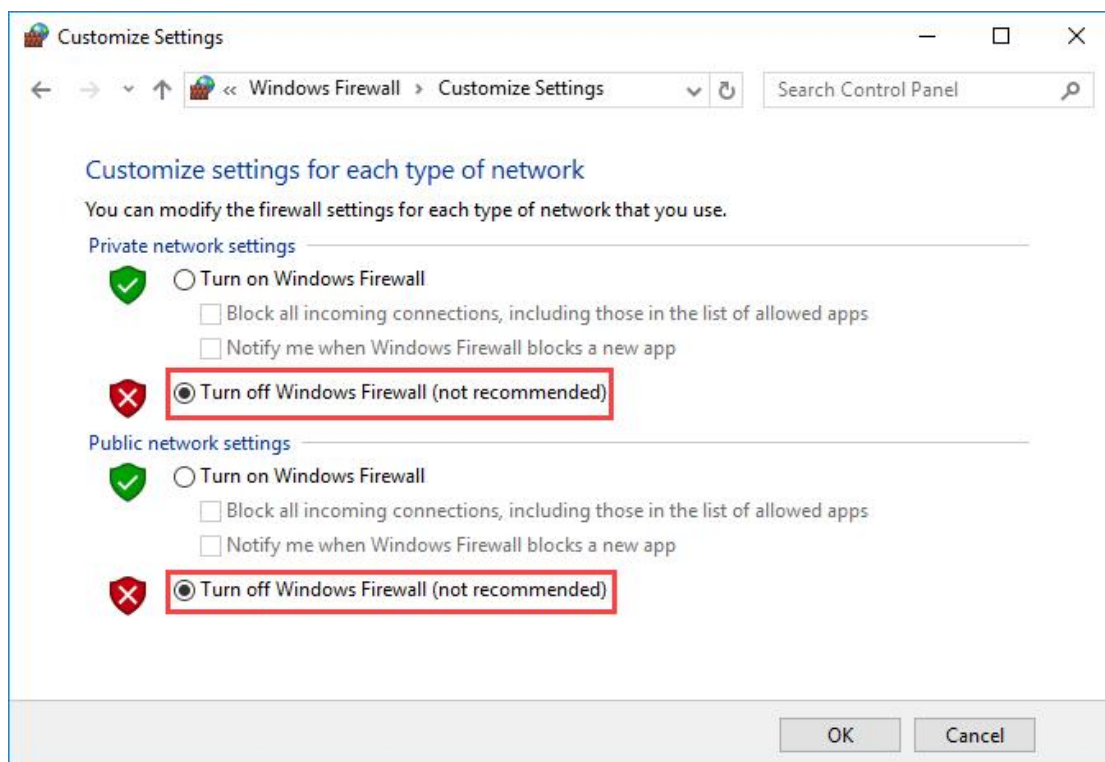 Customize Settings
« Windows Firewall › Customize Settings
Search Control Panel
Customize settings for each type of network
You can modify the firewall settings for each type of network that you use.
Private network settings
Turn on Windows Firewall
Block all incoming connections, including those in the list of allowed apps
Notify me when Windows Firewall blocks a new app
Turn off Windows Firewall (not recommended)
Public network settings
Turn on Windows Firewall
Block all incoming connections, including those in the list of allowed apps
Notify me when Windows Firewall blocks a new app
Turn off Windows Firewall (not recommended)
OK
Cancel